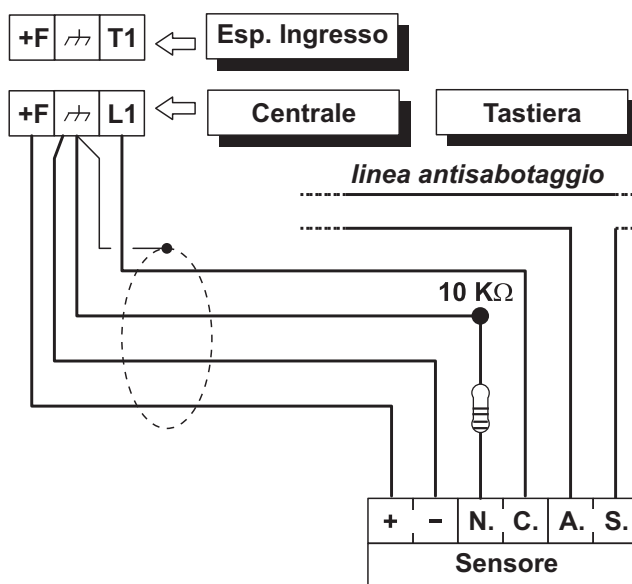 +F T1 Esp. Ingresso
+F L1 Centrale Tastiera
linea antisabotaggio
10 KΩ
+ – N. C. A. S.
Sensore